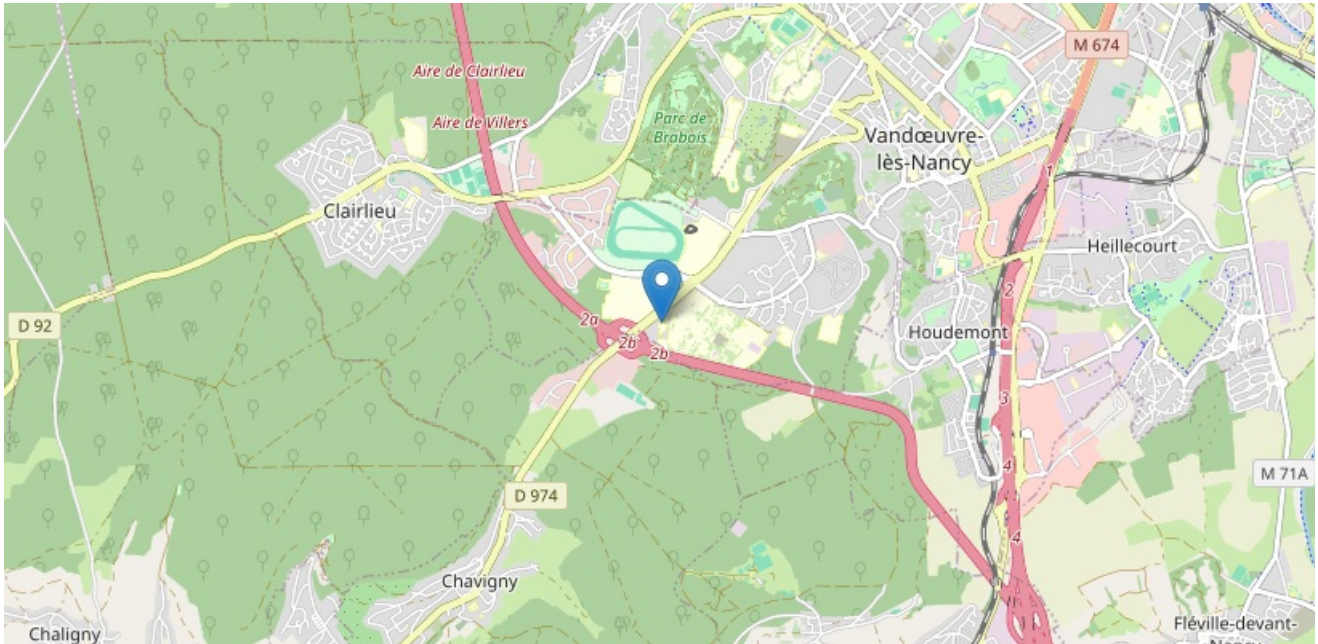 M 674
Aire de Clairlieu
Aire de Villers
Parc de
Brabois
Vandœuvre-
lès-Nancy
1
Clairlieu
Heillecourt
2
D 92
2a
2b
2b
Houdemont
3
4
M 71A
D 974
4
Chavigny
Chaligny
Fléville-devant-